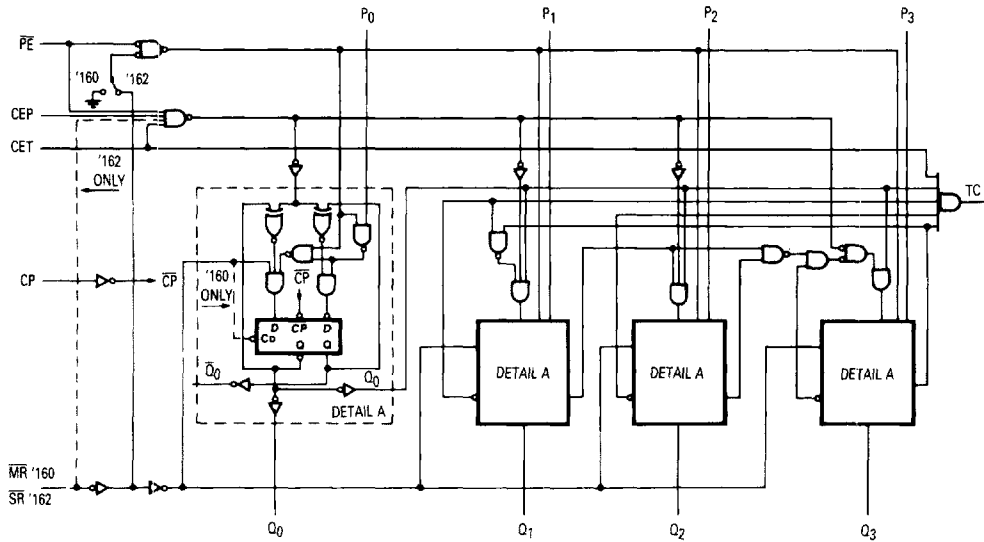 P0
P1
P2
P3
PE
'160
'162
CEP
CET
'162
ONLY
TC
CP
CP
'160
ONLY
CP
D
CP
D
CD
Q
Q
Q0
Q0
DETAIL A
DETAIL A
DETAIL A
DETAIL A
MR '160
SR '162
Q0
Q1
Q2
Q3